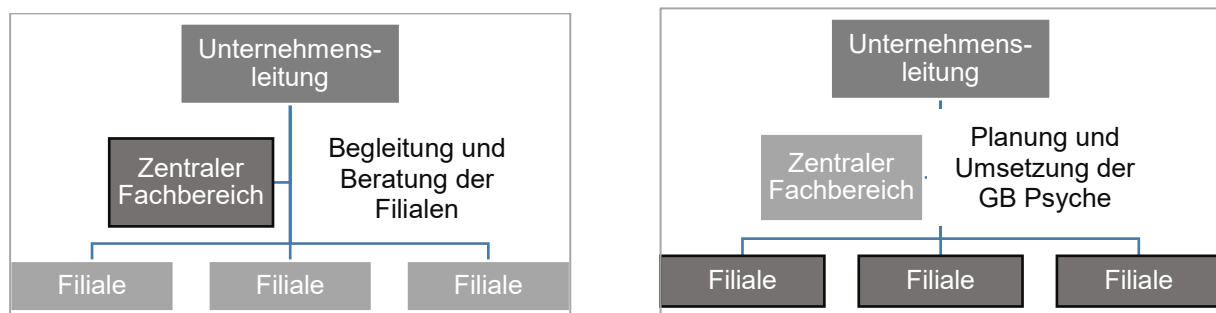 Unternehmens-
leitung
Zentraler
Fachbereich
Begleitung und
Beratung der
Filialen
Filiale
Filiale
Filiale
Unternehmens-
leitung
Zentraler
Fachbereich
Planung und
Umsetzung der
GB Psyche
Filiale
Filiale
Filiale